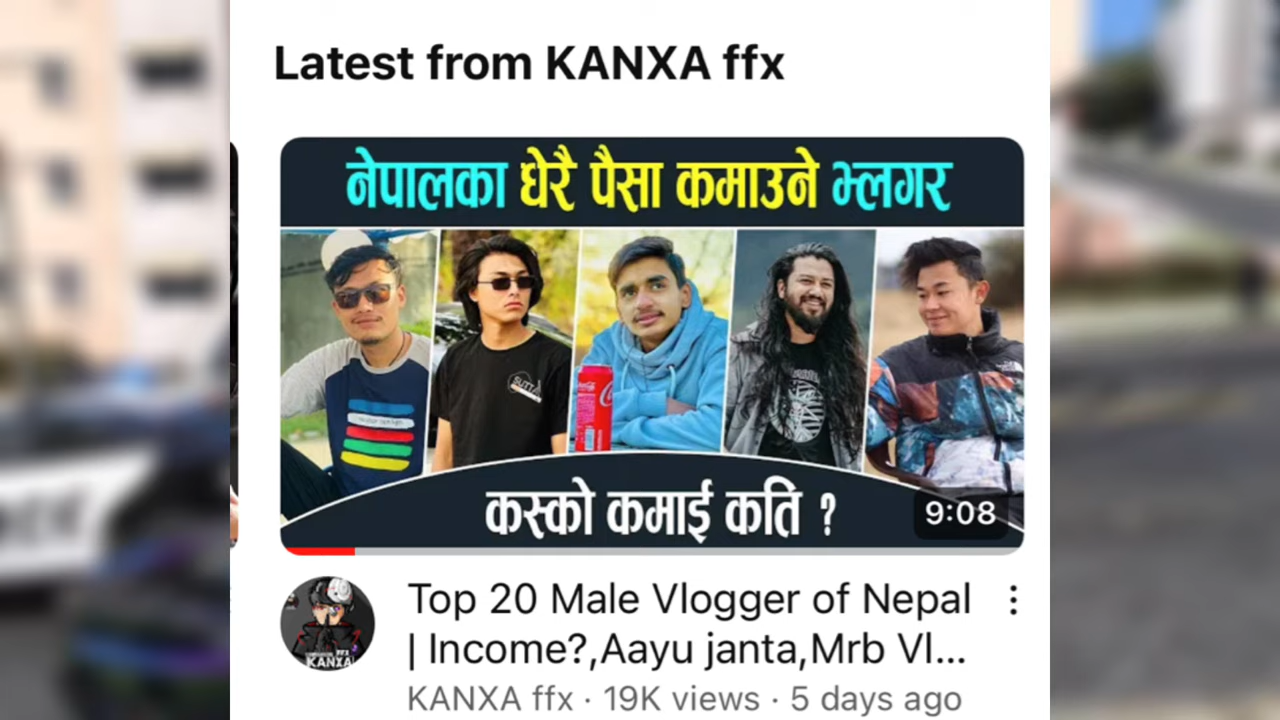 Latest from KANXA ffx
नेपालका धेरै पैसा कमाउने भ्लगर
कस्को कमाई कति ?
9:08
Top 20 Male Vlogger of Nepal
| Income?,Aayu janta,Mrb Vl...
KANXA
KANXA ffx · 19K views · 5 days ago